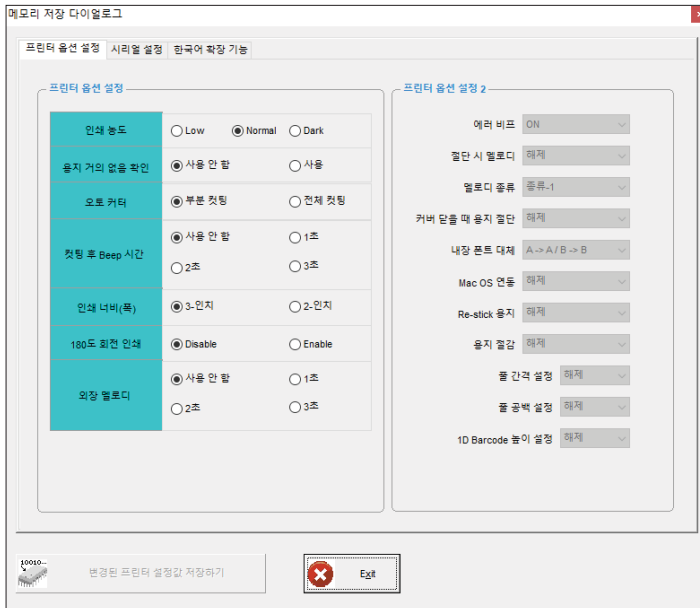 메모리 저장 다이얼로그
x
프린터 옵션 설정 시리얼 설정 한국어 확장 기능
프린터 옵션 설정
인쇄 농도 Low Normal Dark
용지 거의 없음 확인 사용 안 함 사용
오토 커터 부분 컷팅 전체 컷팅
컷팅 후 Beep 시간 사용 안 함 1초
2초 3초
인쇄 너비(폭) 3-인치 2-인치
180도 회전 인쇄 Disable Enable
외장 멜로디 사용 안 함 1초
2초 3초
프린터 옵션 설정 2
에러 비프 ON
절단 시 멜로디 해제
멜로디 종류 종류-1
커버 닫을 때 용지 절단 해제
내장 폰트 대체 A -> A / B -> B
Mac OS 연동 해제
Re-stick 용지 해제
용지 절감 해제
풀 간격 설정 해제
풀 공백 설정 해제
1D Barcode 높이 설정 해제
10010...
변경된 프린터 설정값 저장하기
Exit